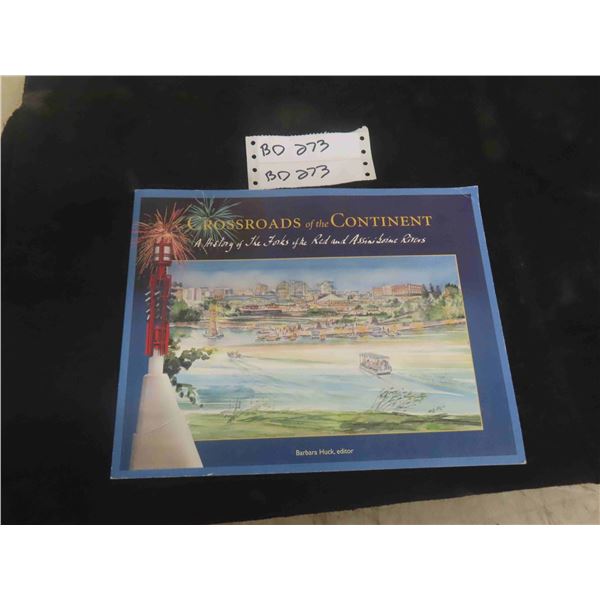 BD 273
BD 273
CROSSROADS of the CONTINENT
A History of The Forks of the Red and Assiniboine Rivers
Barbara Huck, editor